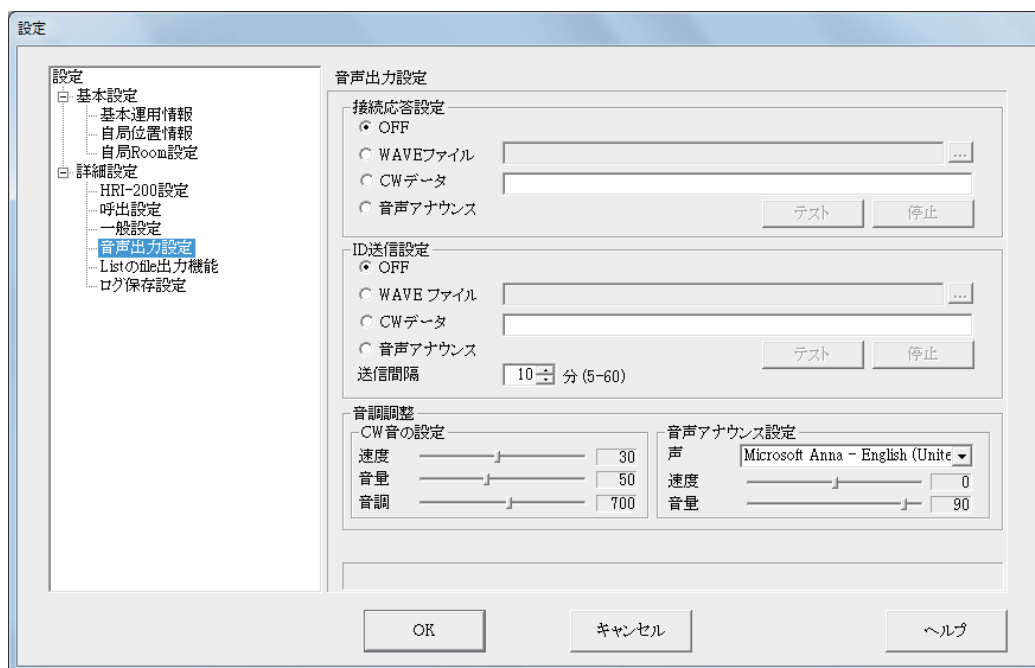 設定
設定
基本設定
基本運用情報
自局位置情報
自局Room設定
詳細設定
HRI-200設定
呼出設定
一般設定
音声出力設定
Listのfile出力機能
ログ保存設定
音声出力設定
接続応答設定
OFF
WAVEファイル
...
CWデータ
音声アナウンス
テスト 停止
ID送信設定
OFF
WAVE ファイル
...
CWデータ
音声アナウンス
テスト 停止
送信間隔 10 分(5-60)
音調調整
CW音の設定
速度 30
音量 50
音調 700
音声アナウンス設定
声 Microsoft Anna - English (Unite
速度 0
音量 90
OK キャンセル ヘルプ